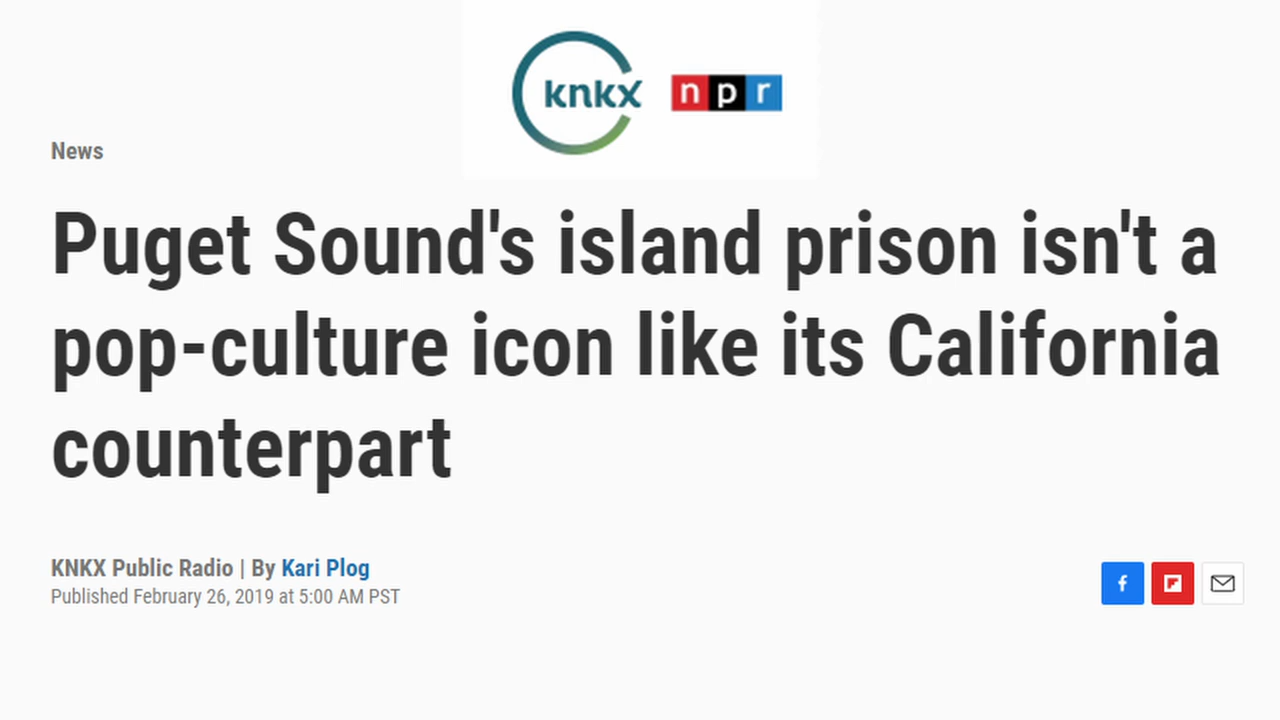 knkx npr
News
Puget Sound's island prison isn't a
pop-culture icon like its California
counterpart
KNKX Public Radio | By Kari Plog
Published February 26, 2019 at 5:00 AM PST
f